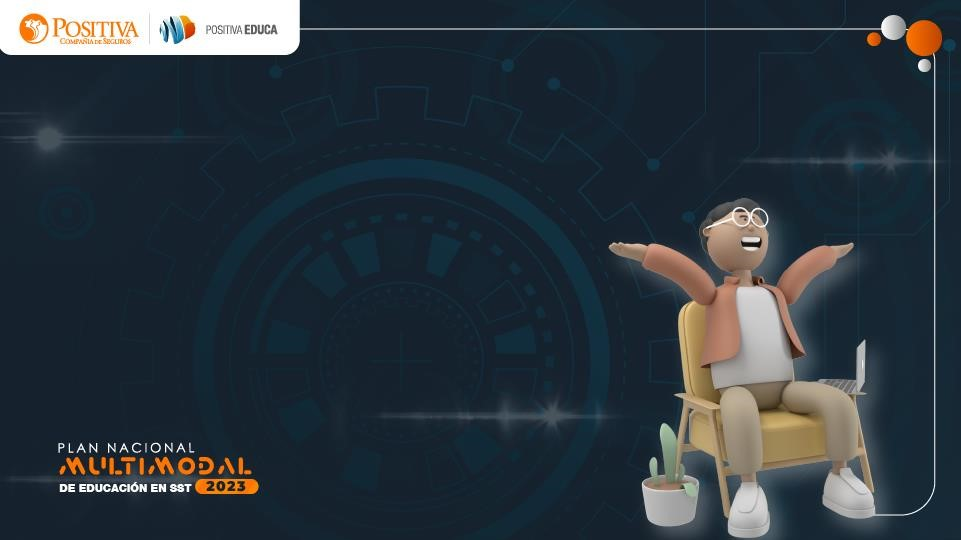 POSITIVA
COMPAÑÍA DE SEGUROS
POSITIVA EDUCA
PLAN NACIONAL
MULTIMODAL
DE EDUCACIÓN EN SST 2023